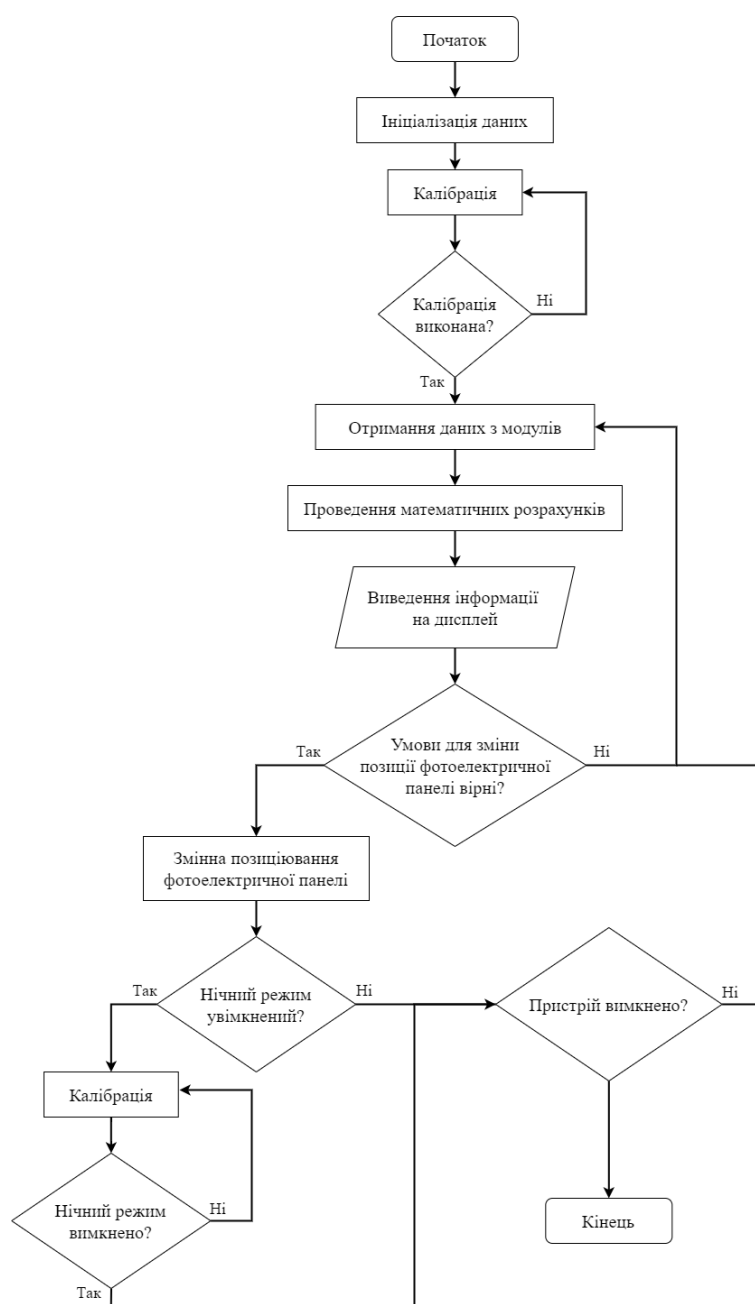 Початок
Ініціалізація даних
Калібрація
Калібрація
виконана?
Ні
Так
Отримання даних з модулів
Проведення математичних розрахунків
Виведення інформації
на дисплей
Так
Умови для зміни
позиції фотоелектричної
панелі вірні?
Ні
Змінна позиціювання
фотоелектричної панелі
Так
Нічний режим
увімкнений?
Ні
Пристрій вимкнено?
Ні
Калібрація
Нічний режим
вимкнено?
Ні
Так
Кінець